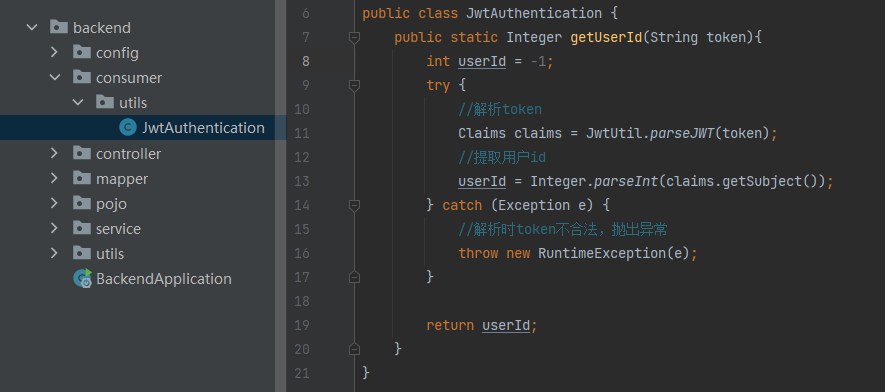 backend
config
consumer
utils
JwtAuthentication
controller
mapper
pojo
service
utils
BackendApplication
6 public class JwtAuthentication {
7 public static Integer getUserId(String token){
8 int userId = -1;
9 try {
10 //解析token
11 Claims claims = JwtUtil.parseJWT(token);
12 //提取用户id
13 userId = Integer.parseInt(claims.getSubject());
14 } catch (Exception e) {
15 //解析时token不合法，抛出异常
16 throw new RuntimeException(e);
17 }
18
19 return userId;
20 }
21 }